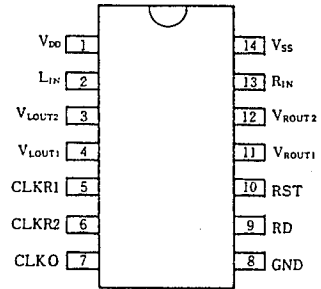 VDD 1 14 VSS
LIN 2 13 RIN
VLOUT2 3 12 VROUT2
VLOUT1 4 11 VROUT1
CLKR1 5 10 RST
CLKR2 6 9 RD
CLKO 7 8 GND